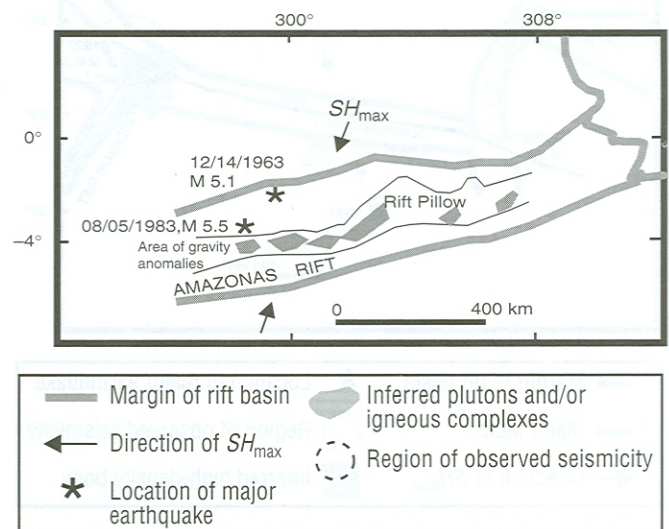 300° 308°
SHmax
0°
12/14/1963
M 5.1
Rift Pillow
08/05/1983, M 5.5
−4°
Area of gravity
anomalies
AMAZONAS RIFT
0 400 km
Margin of rift basin
Inferred plutons and/or
igneous complexes
Direction of SHmax
Region of observed seismicity
Location of major
earthquake